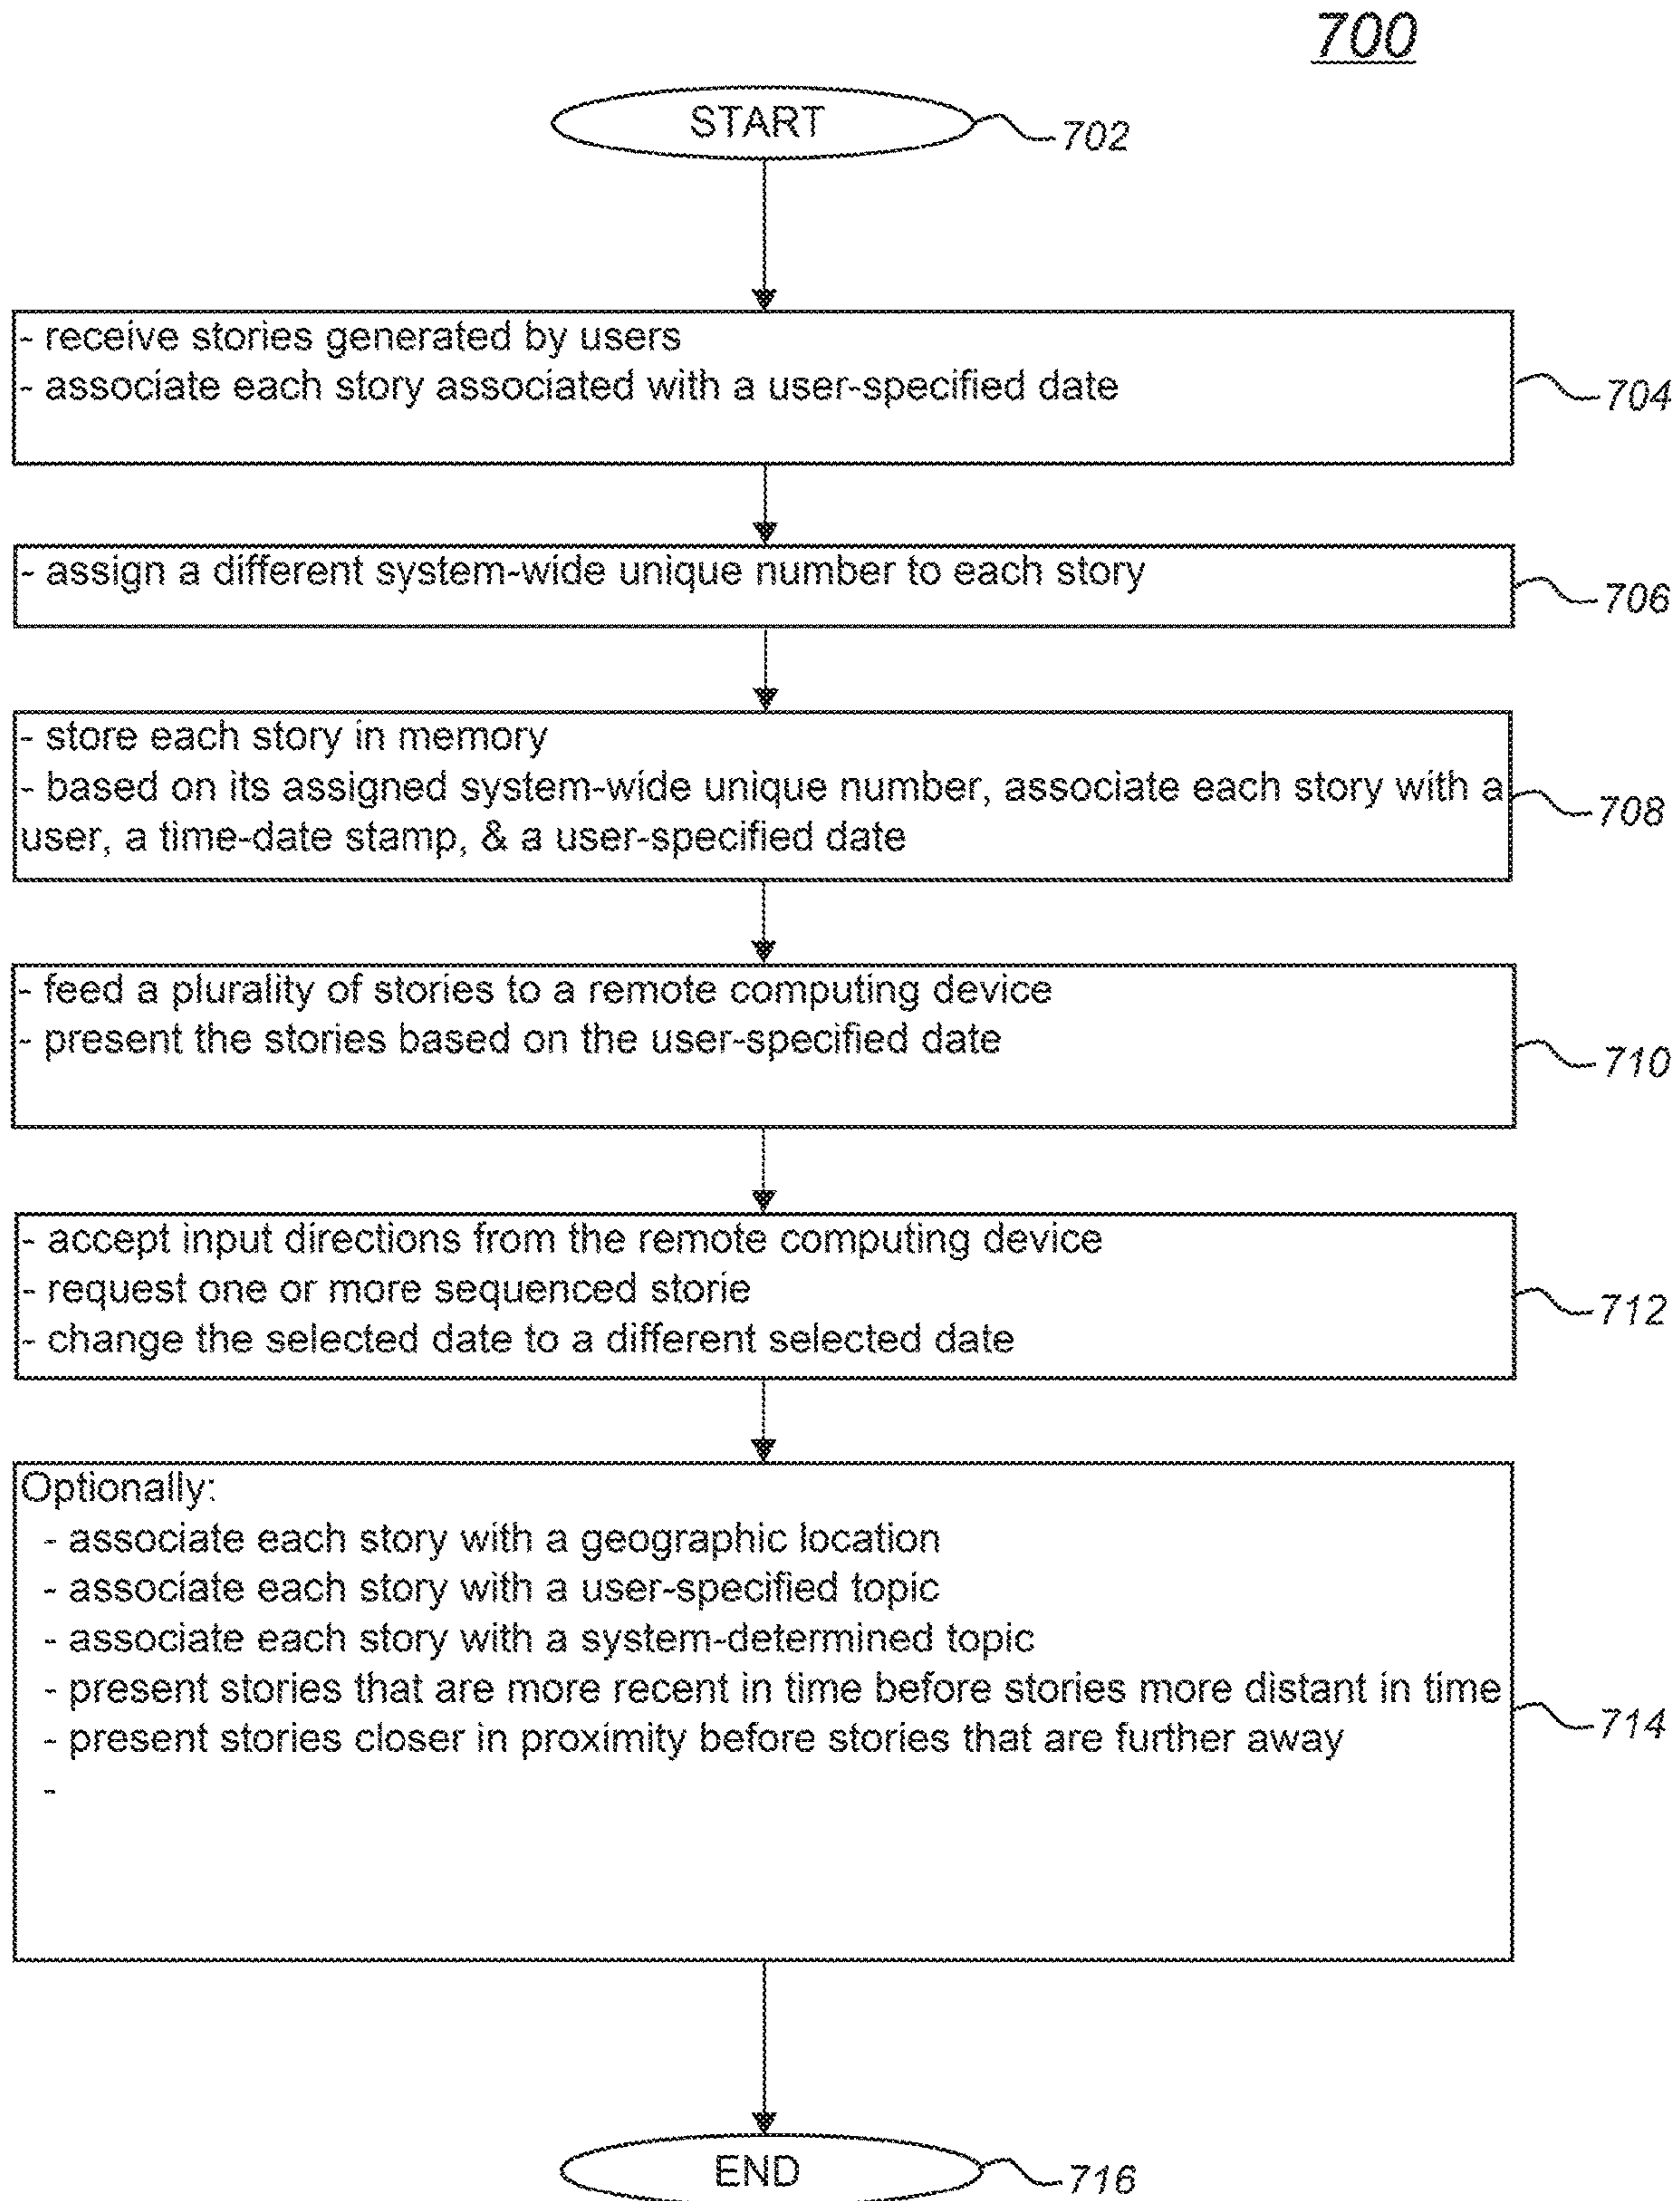 700
START
702
- receive stories generated by users
- associate each story associated with a user-specified date
704
- assign a different system-wide unique number to each story
706
- store each story in memory
- based on its assigned system-wide unique number, associate each story with a
user, a time-date stamp, & a user-specified date
708
- feed a plurality of stories to a remote computing device
- present the stories based on the user-specified date
710
- accept input directions from the remote computing device
- request one or more sequenced storie
- change the selected date to a different selected date
712
Optionally:
- associate each story with a geographic location
- associate each story with a user-specified topic
- associate each story with a system-determined topic
- present stories that are more recent in time before stories more distant in time
- present stories closer in proximity before stories that are further away
-
714
END
716